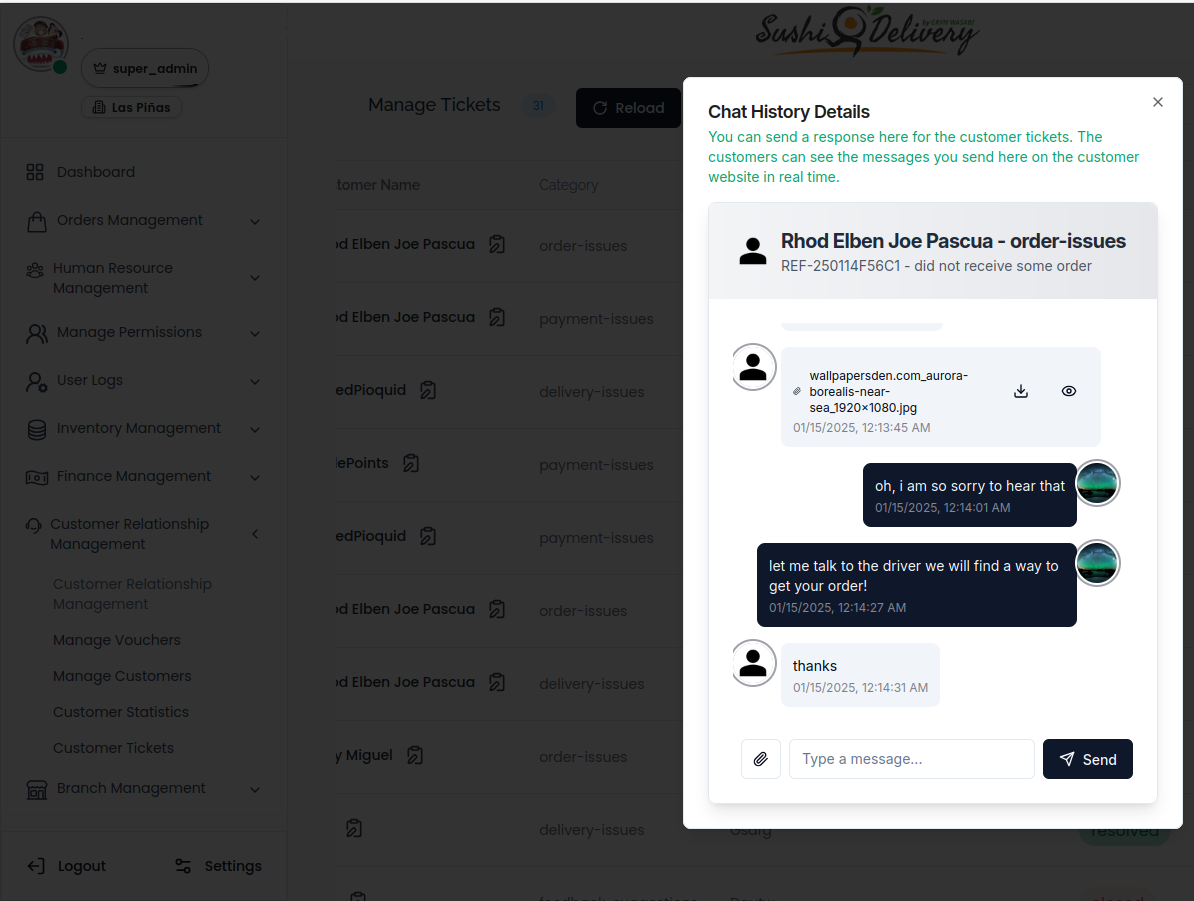 super_admin
Las Piñas
Dashboard
Orders Management
Human Resource
Management
Manage Permissions
User Logs
Inventory Management
Finance Management
Customer Relationship
Management
Customer Relationship
Management
Manage Vouchers
Manage Customers
Customer Statistics
Customer Tickets
Branch Management
Logout
Settings
Sushi Delivery
by ERVIN WASABI
Manage Tickets
31
Reload
tomer Name
Category
d Elben Joe Pascua
order-issues
d Elben Joe Pascua
payment-issues
edPioquid
delivery-issues
ePoints
payment-issues
edPioquid
payment-issues
d Elben Joe Pascua
order-issues
d Elben Joe Pascua
delivery-issues
y Miguel
order-issues
delivery-issues
resolved
Chat History Details
You can send a response here for the customer tickets. The
customers can see the messages you send here on the customer
website in real time.
Rhod Elben Joe Pascua - order-issues
REF-250114F56C1 - did not receive some order
wallpapersden.com_aurora-
borealis-near-
sea_1920x1080.jpg
01/15/2025, 12:13:45 AM
oh, i am so sorry to hear that
01/15/2025, 12:14:01 AM
let me talk to the driver we will find a way to
get your order!
01/15/2025, 12:14:27 AM
thanks
01/15/2025, 12:14:31 AM
Type a message...
Send